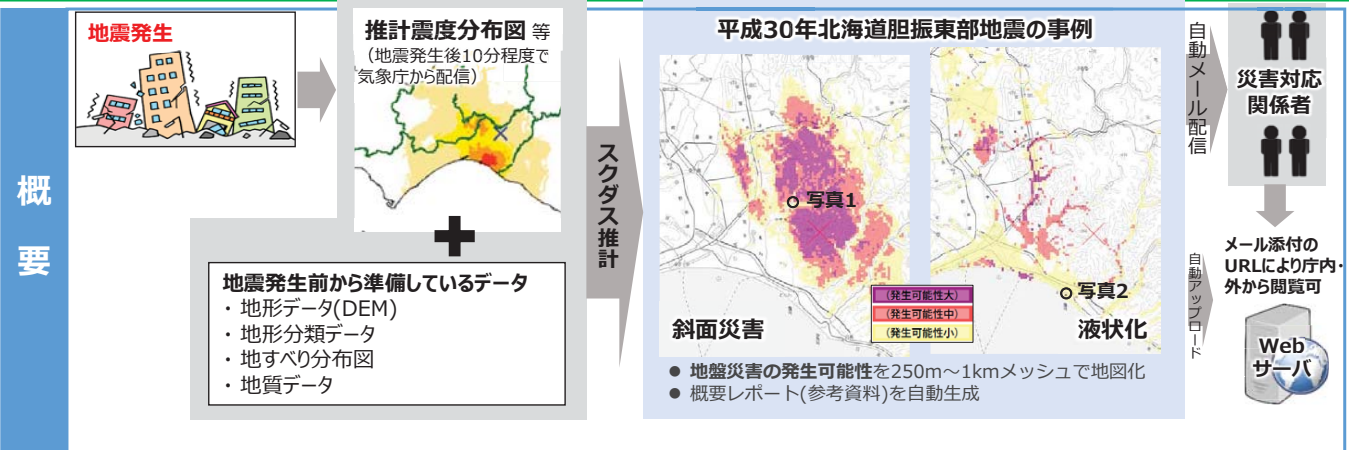 概要
地震発生
推計震度分布図 等
（地震発生後10分程度で
気象庁から配信）
地震発生前から準備しているデータ
・地形データ(DEM)
・地形分類データ
・地すべり分布図
・地質データ
スクダス推計
平成30年北海道胆振東部地震の事例
写真1
写真2
（発生可能性大）
（発生可能性中）
（発生可能性小）
斜面災害
液状化
● 地盤災害の発生可能性を250m～1kmメッシュで地図化
● 概要レポート(参考資料)を自動生成
自動メール配信
災害対応
関係者
自動アップロード
メール添付の
URLにより庁内・
外から閲覧可
Web
サーバ